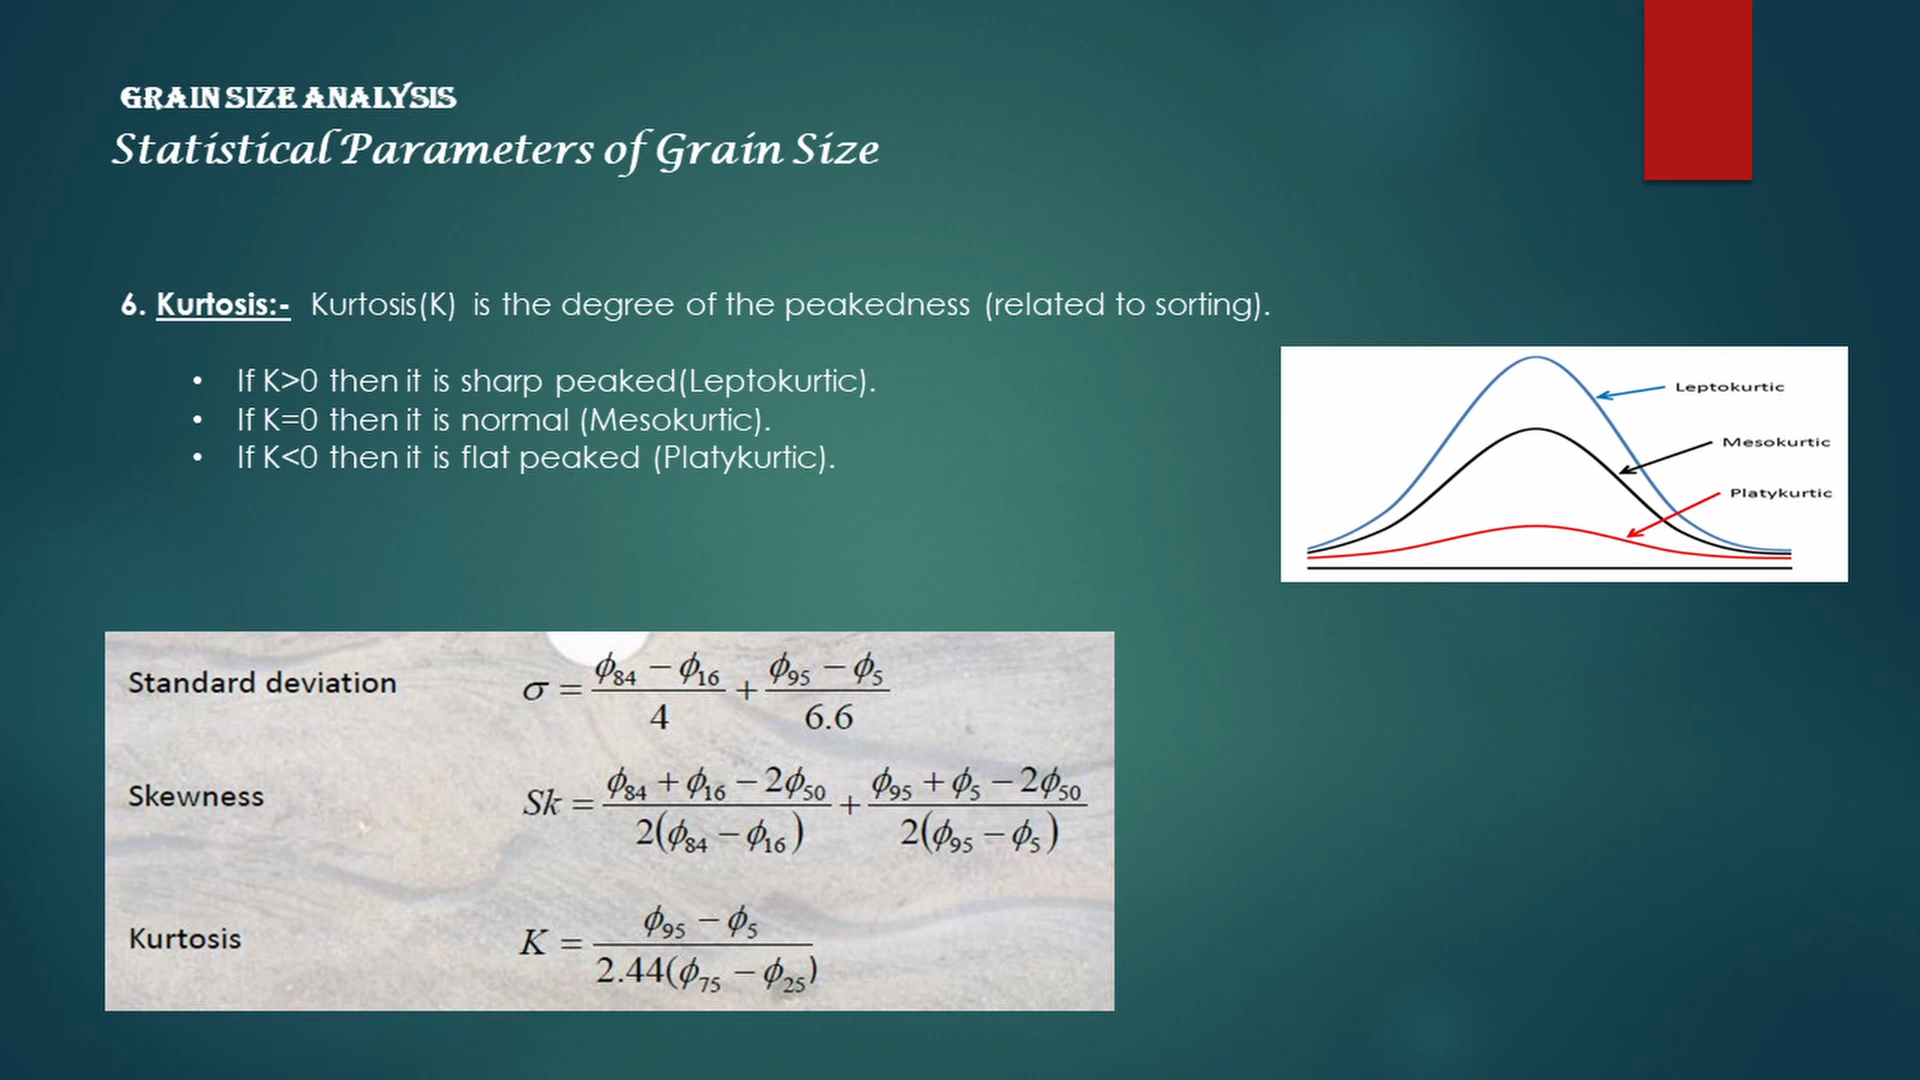 GRAIN SIZE ANALYSIS
Statistical Parameters of Grain Size
6. Kurtosis:- Kurtosis(K) is the degree of the peakedness (related to sorting).
• If K>0 then it is sharp peaked(Leptokurtic).
• If K=0 then it is normal (Mesokurtic).
• If K<0 then it is flat peaked (Platykurtic).
Leptokurtic
Mesokurtic
Platykurtic
Standard deviation σ = (ϕ84 − ϕ16)/4 + (ϕ95 − ϕ5)/6.6
Skewness Sk = (ϕ84 + ϕ16 − 2ϕ50)/2(ϕ84 − ϕ16) + (ϕ95 + ϕ5 − 2ϕ50)/2(ϕ95 − ϕ5)
Kurtosis K = (ϕ95 − ϕ5)/2.44(ϕ75 − ϕ25)